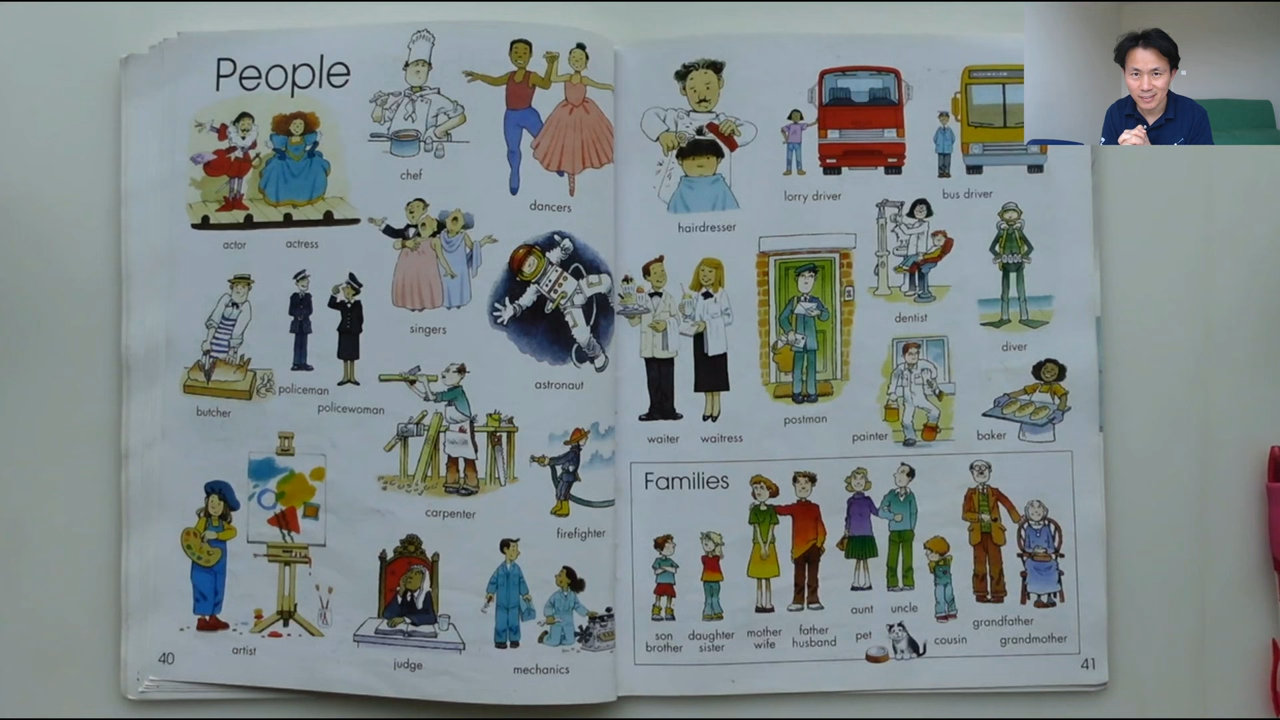 People
actor
actress
chef
dancers
singers
astronaut
butcher
policeman
policewoman
carpenter
firefighter
artist
judge
mechanics
40
hairdresser
lorry driver
bus driver
waiter
waitress
postman
dentist
diver
painter
baker
Families
son
brother
daughter
sister
mother
wife
father
husband
aunt
uncle
pet
cousin
grandfather
grandmother
41